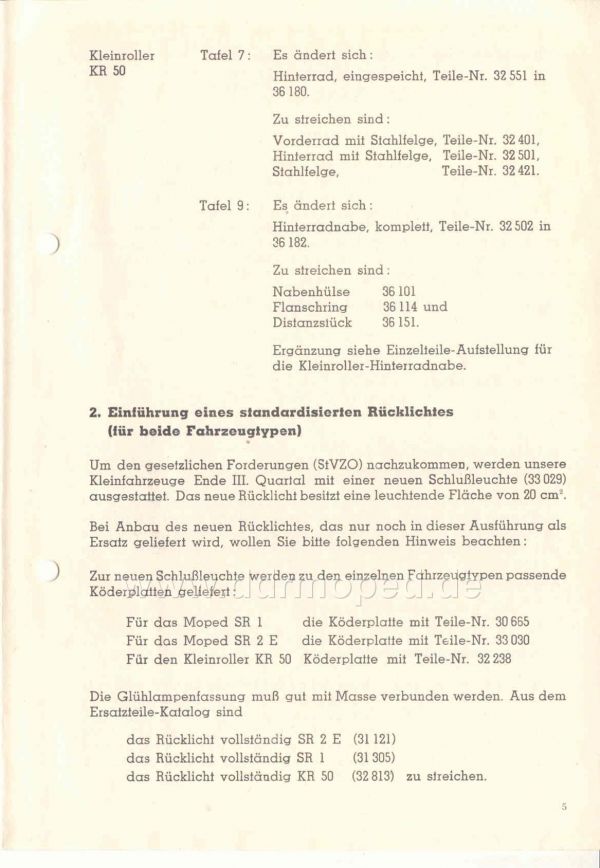 Kleinroller Tafel 7: Es ändert sich:
KR 50
Hinterrad, eingespeicht, Teile-Nr. 32 551 in
36 180.
Zu streichen sind:
Vorderrad mit Stahlfelge, Teile-Nr. 32 401,
Hinterrad mit Stahlfelge, Teile-Nr. 32 501,
Stahlfelge, Teile-Nr. 32 421.
Tafel 9: Es ändert sich:
Hinterradnabe, komplett, Teile-Nr. 32 502 in
36 182.
Zu streichen sind:
Nabenhülse 36 101
Flanschring 36 114 und
Distanzstück 36 151.
Ergänzung siehe Einzelteile-Aufstellung für
die Kleinroller-Hinterradnabe.
2. Einführung eines standardisierten Rücklichtes
(für beide Fahrzeugtypen)
Um den gesetzlichen Forderungen (StVZO) nachzukommen, werden unsere
Kleinfahrzeuge Ende III. Quartal mit einer neuen Schlußleuchte (33 029)
ausgestattet. Das neue Rücklicht besitzt eine leuchtende Fläche von 20 cm².
Bei Anbau des neuen Rücklichtes, das nur noch in dieser Ausführung als
Ersatz geliefert wird, wollen Sie bitte folgenden Hinweis beachten:
Zur neuen Schlußleuchte werden zu den einzelnen Fahrzeugtypen passende
Köderplatten geliefert:
www.ddrmoped.de
Für das Moped SR 1 die Köderplatte mit Teile-Nr. 30 665
Für das Moped SR 2 E die Köderplatte mit Teile-Nr. 33 030
Für den Kleinroller KR 50 Köderplatte mit Teile-Nr. 32 238
Die Glühlampenfassung muß gut mit Masse verbunden werden. Aus dem
Ersatzteile-Katalog sind
das Rücklicht vollständig SR 2 E (31 121)
das Rücklicht vollständig SR 1 (31 305)
das Rücklicht vollständig KR 50 (32 813) zu streichen.
5